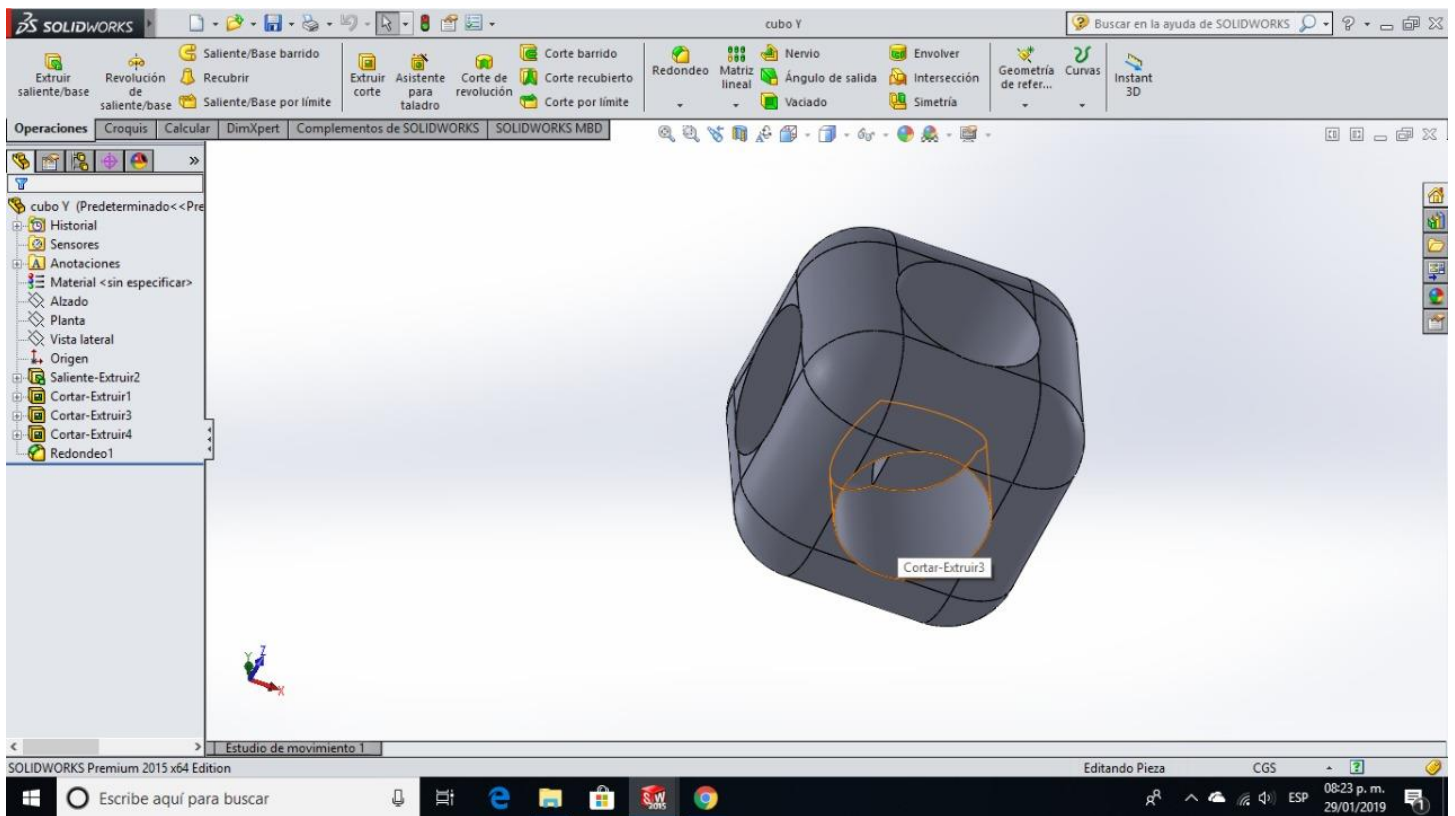 SOLIDWORKS
cubo Y
Buscar en la ayuda de SOLIDWORKS
Extruir saliente/base
Revolución de saliente/base
Saliente/Base barrido
Recubrir
Saliente/Base por límite
Extruir corte
Asistente para taladro
Corte de revolución
Corte barrido
Corte recubierto
Corte por límite
Redondeo
Matriz lineal
Nervio
Ángulo de salida
Vaciado
Envolver
Intersección
Simetría
Geometría de refer...
Curvas
Instant 3D
Operaciones
Croquis
Calcular
DimXpert
Complementos de SOLIDWORKS
SOLIDWORKS MBD
cubo Y (Predeterminado<<Pre
Historial
Sensores
Anotaciones
Material <sin especificar>
Alzado
Planta
Vista lateral
Origen
Saliente-Extruir2
Cortar-Extruir1
Cortar-Extruir3
Cortar-Extruir4
Redondeo1
Cortar-Extruir3
Y Z
X
Estudio de movimiento 1
SOLIDWORKS Premium 2015 x64 Edition
Editando Pieza
CGS
Escribe aquí para buscar
SW
2015
ESP
08:23 p. m.
29/01/2019
1